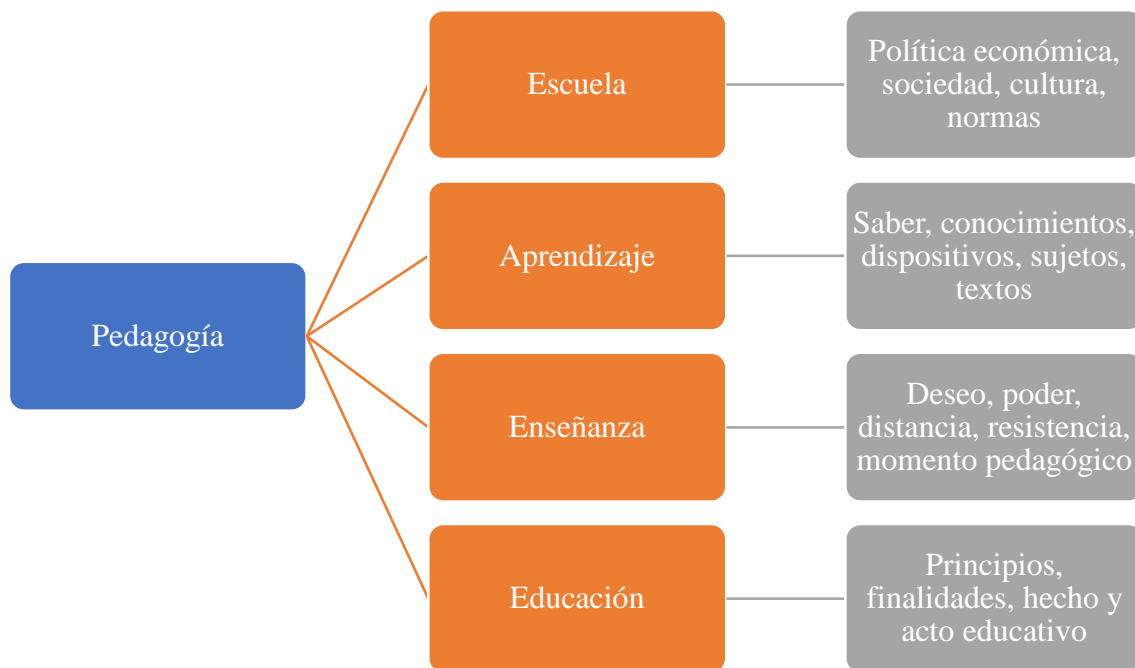 Pedagogía
Escuela
Política económica,
sociedad, cultura,
normas
Aprendizaje
Saber, conocimientos,
dispositivos, sujetos,
textos
Enseñanza
Deseo, poder,
distancia, resistencia,
momento pedagógico
Educación
Principios,
finalidades, hecho y
acto educativo